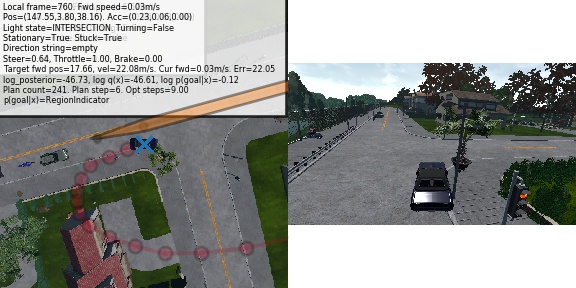 Local frame=760. Fwd.speed=0.03m/s
Pos=(147.55,3.80,38.16). Acc=(0.23,0.06,0.00)
Light state=INTERSECTION. Turning=False
Stationary=True. Stuck=True
Direction string=empty
Steer=0.64, Throttle=1.00, Brake=0.00
Target fwd pos=17.66, vel=22.08m/s. Cur fwd=0.03m/s. Err=22.05
log_posterior=-46.73, log q(x)=-46.61, log p(goal|x)=-0.12
Plan count=241. Plan step=6. Opt steps=9.00
p(goal|x)=RegionIndicator